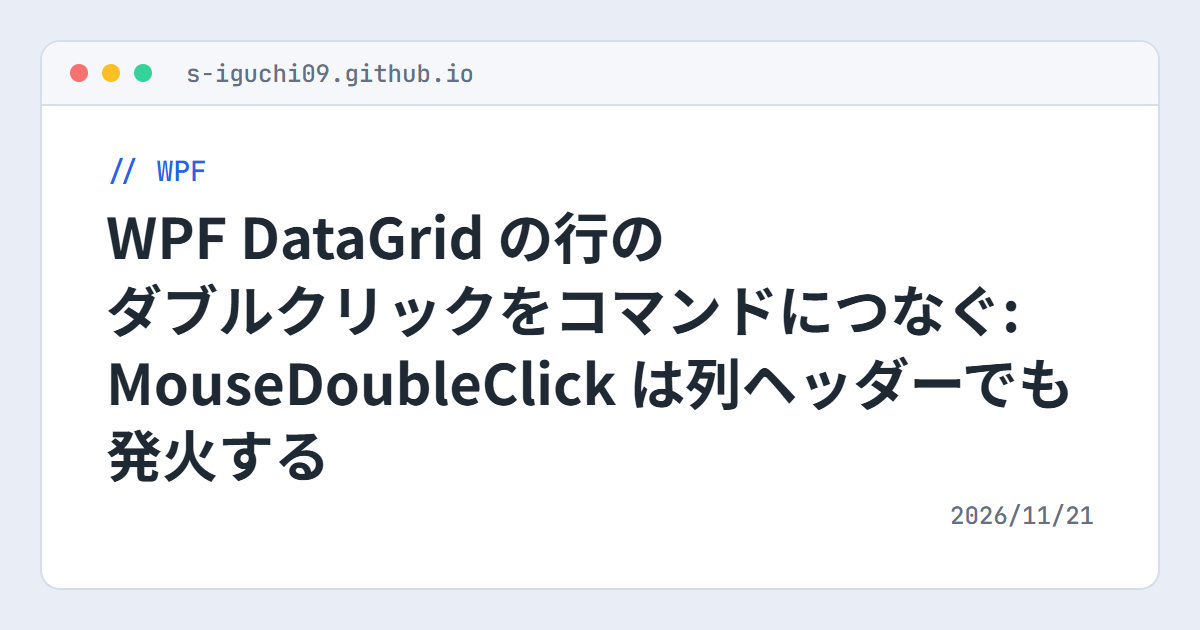 s-iguchi09.github.io
// WPF
WPF DataGrid の行の
ダブルクリックをコマンドにつなぐ:
MouseDoubleClick は列ヘッダーでも
発火する
2026/11/21